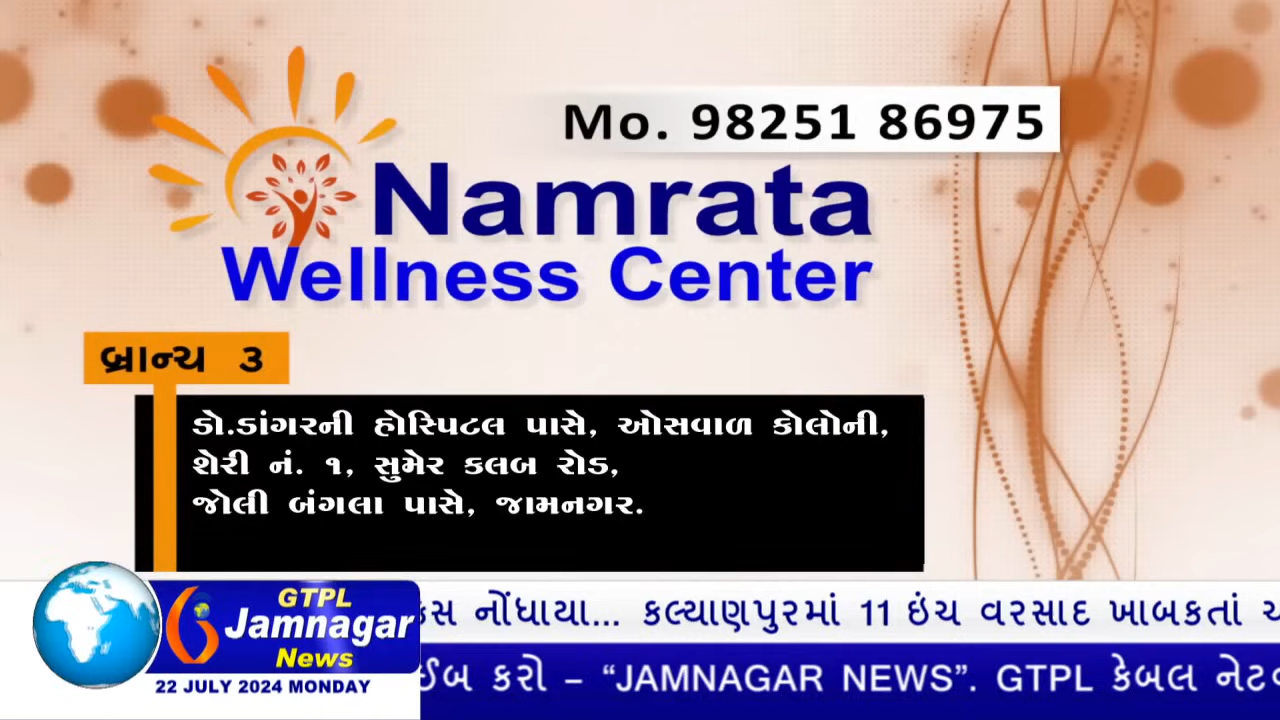 Mo. 98251 86975
Namrata
Wellness Center
બ્રાન્ચ ૩
ડો.ડાંગરની હોસ્પિટલ પાસે, ઓસવાળ કોલોની,
શેરી નં. ૧, સુમેર કલબ રોડ,
જોલી બંગલા પાસે, જામનગર.
GTPL
Jamnagar
News
22 JULY 2024 MONDAY
નોંધાયા... કલ્યાણપુરમાં 11 ઇંચ વરસાદ ખાબકતાં
કરો – “JAMNAGAR NEWS”. GTPL કેબલ